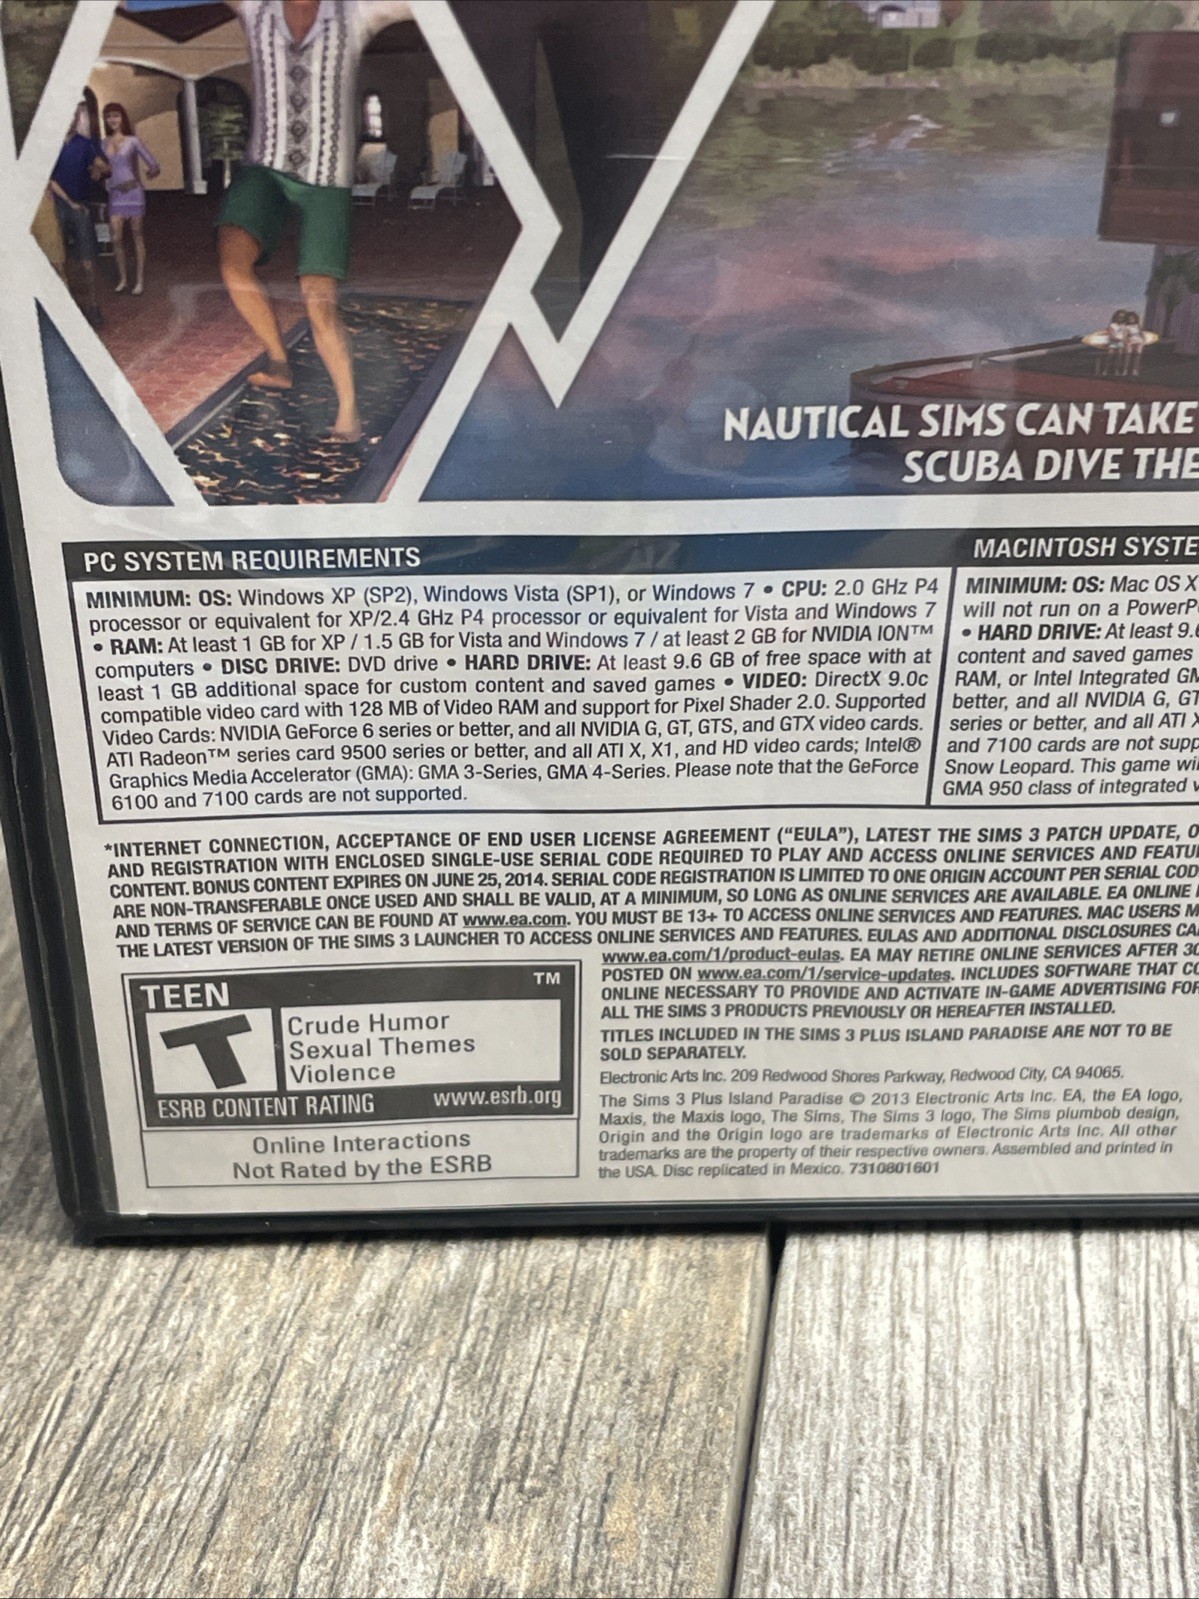 NAUTICAL SIMS CAN TAKE
SCUBA DIVE THE
PC SYSTEM REQUIREMENTS
MINIMUM: OS: Windows XP (SP2), Windows Vista (SP1), or Windows 7 • CPU: 2.0 GHz P4
processor or equivalent for XP/2.4 GHz P4 processor or equivalent for Vista and Windows 7
• RAM: At least 1 GB for XP / 1.5 GB for Vista and Windows 7 / at least 2 GB for NVIDIA ION™
computers • DISC DRIVE: DVD drive • HARD DRIVE: At least 9.6 GB of free space with at
least 1 GB additional space for custom content and saved games • VIDEO: DirectX 9.0c
compatible video card with 128 MB of Video RAM and support for Pixel Shader 2.0. Supported
Video Cards: NVIDIA GeForce 6 series or better, and all NVIDIA G, GT, GTS, and GTX video cards.
ATI Radeon™ series card 9500 series or better, and all ATI X, X1, and HD video cards; Intel®
Graphics Media Accelerator (GMA): GMA 3-Series, GMA 4-Series. Please note that the GeForce
6100 and 7100 cards are not supported.
MACINTOSH SYSTE
MINIMUM: OS: Mac OS X
will not run on a PowerP
• HARD DRIVE: At least 9.6
content and saved games
RAM, or Intel Integrated GM
better, and all NVIDIA G, GT
series or better, and all ATI X
and 7100 cards are not supp
Snow Leopard. This game wil
GMA 950 class of integrated v
*INTERNET CONNECTION, ACCEPTANCE OF END USER LICENSE AGREEMENT (“EULA”), LATEST THE SIMS 3 PATCH UPDATE, O
AND REGISTRATION WITH ENCLOSED SINGLE-USE SERIAL CODE REQUIRED TO PLAY AND ACCESS ONLINE SERVICES AND FEATU
CONTENT. BONUS CONTENT EXPIRES ON JUNE 25, 2014. SERIAL CODE REGISTRATION IS LIMITED TO ONE ORIGIN ACCOUNT PER SERIAL COD
ARE NON-TRANSFERABLE ONCE USED AND SHALL BE VALID, AT A MINIMUM, SO LONG AS ONLINE SERVICES ARE AVAILABLE. EA ONLINE
AND TERMS OF SERVICE CAN BE FOUND AT www.ea.com. YOU MUST BE 13+ TO ACCESS ONLINE SERVICES AND FEATURES. MAC USERS M
THE LATEST VERSION OF THE SIMS 3 LAUNCHER TO ACCESS ONLINE SERVICES AND FEATURES. EULAS AND ADDITIONAL DISCLOSURES CA
www.ea.com/1/product-eulas. EA MAY RETIRE ONLINE SERVICES AFTER 30
POSTED ON www.ea.com/1/service-updates. INCLUDES SOFTWARE THAT CO
ONLINE NECESSARY TO PROVIDE AND ACTIVATE IN-GAME ADVERTISING FOR
ALL THE SIMS 3 PRODUCTS PREVIOUSLY OR HEREAFTER INSTALLED.
TITLES INCLUDED IN THE SIMS 3 PLUS ISLAND PARADISE ARE NOT TO BE
SOLD SEPARATELY.
Electronic Arts Inc. 209 Redwood Shores Parkway, Redwood City, CA 94065.
The Sims 3 Plus Island Paradise © 2013 Electronic Arts Inc. EA, the EA logo,
Maxis, the Maxis logo, The Sims, The Sims 3 logo, The Sims plumbob design,
Origin and the Origin logo are trademarks of Electronic Arts Inc. All other
trademarks are the property of their respective owners. Assembled and printed in
the USA. Disc replicated in Mexico. 7310801601
TEEN
TM
T
Crude Humor
Sexual Themes
Violence
ESRB CONTENT RATING www.esrb.org
Online Interactions
Not Rated by the ESRB